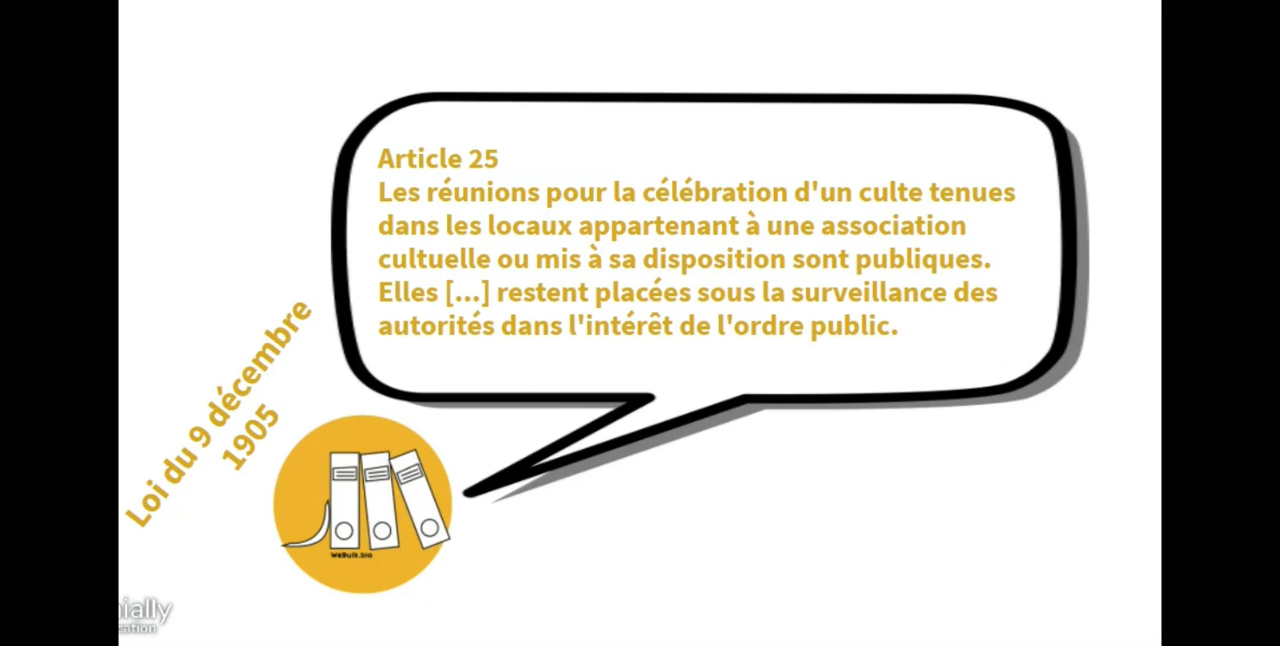 Article 25
Les réunions pour la célébration d'un culte tenues
dans les locaux appartenant à une association
cultuelle ou mis à sa disposition sont publiques.
Elles [...] restent placées sous la surveillance des
autorités dans l'intérêt de l'ordre public.
Loi du 9 décembre
1905
WeBulk.bio